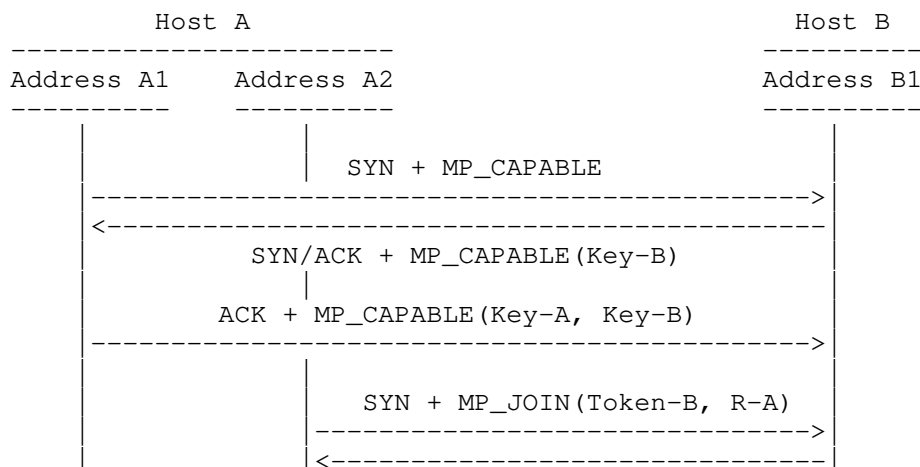 Host A Host B
Address A1 Address A2 Address B1
SYN + MP_CAPABLE
SYN/ACK + MP_CAPABLE(Key-B)
ACK + MP_CAPABLE(Key-A, Key-B)
SYN + MP_JOIN(Token-B, R-A)